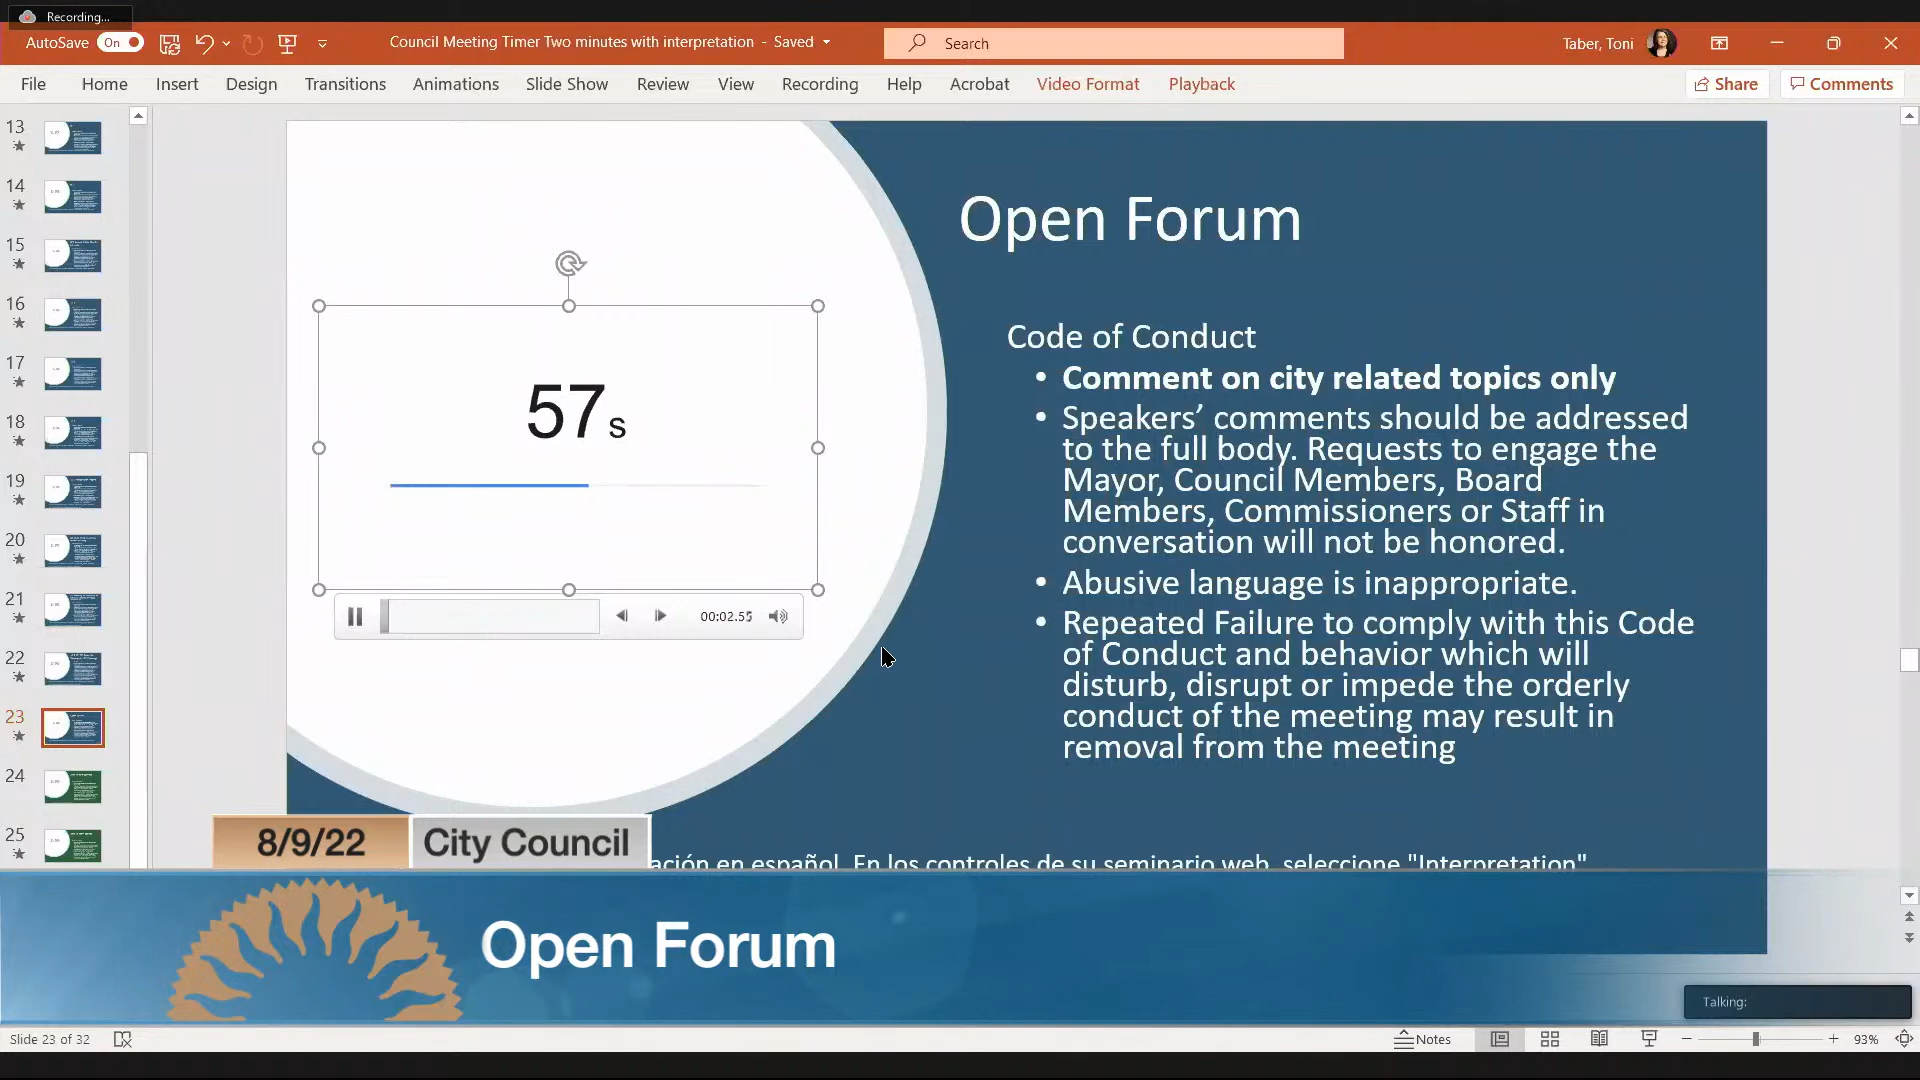 Recording...
AutoSave On
Council Meeting Timer Two minutes with interpretation - Saved
Search
Taber, Toni
File Home Insert Design Transitions Animations Slide Show Review View Recording Help Acrobat Video Format Playback Share Comments
13
14
15
16
17
18
19
20
21
22
23
24
25
57s
00:02.55
Open Forum
Code of Conduct
• Comment on city related topics only
• Speakers’ comments should be addressed
to the full body. Requests to engage the
Mayor, Council Members, Board
Members, Commissioners or Staff in
conversation will not be honored.
• Abusive language is inappropriate.
• Repeated Failure to comply with this Code
of Conduct and behavior which will
disturb, disrupt or impede the orderly
conduct of the meeting may result in
removal from the meeting
8/9/22 City Council
ación en español. En los controles de su seminario web, seleccione "Interpretation"
Open Forum
Talking:
Slide 23 of 32
Notes
93%